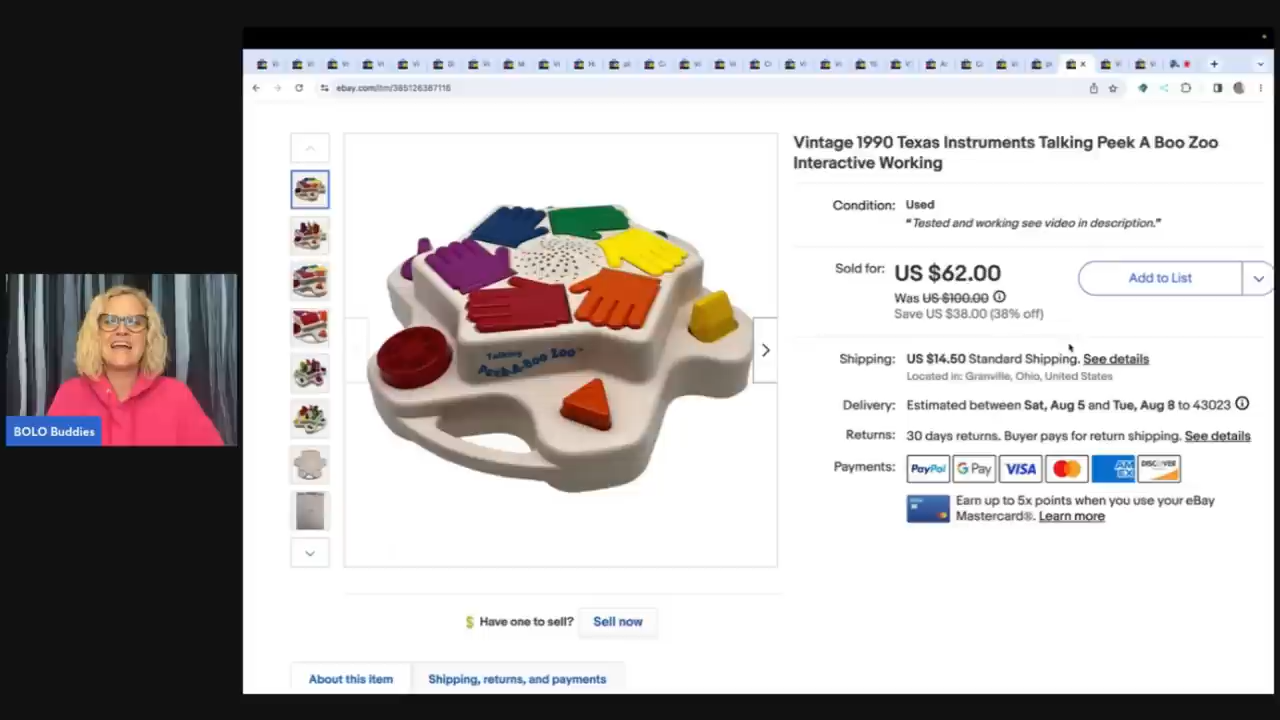 ebay.com/itm/385126387116
Vintage 1990 Texas Instruments Talking Peek A Boo Zoo
Interactive Working
Condition: Used
“Tested and working see video in description.”
Sold for: US $62.00
Add to List
Was US $100.00
Save US $38.00 (38% off)
Shipping: US $14.50 Standard Shipping. See details
Located in: Granville, Ohio, United States
Delivery: Estimated between Sat, Aug 5 and Tue, Aug 8 to 43023
Returns: 30 days returns. Buyer pays for return shipping. See details
Payments: PayPal G Pay VISA AM EX DISCOVER
Earn up to 5x points when you use your eBay
Mastercard®. Learn more
Talking
Peek-A-Boo Zoo™
BOLO Buddies
$ Have one to sell? Sell now
About this item Shipping, returns, and payments